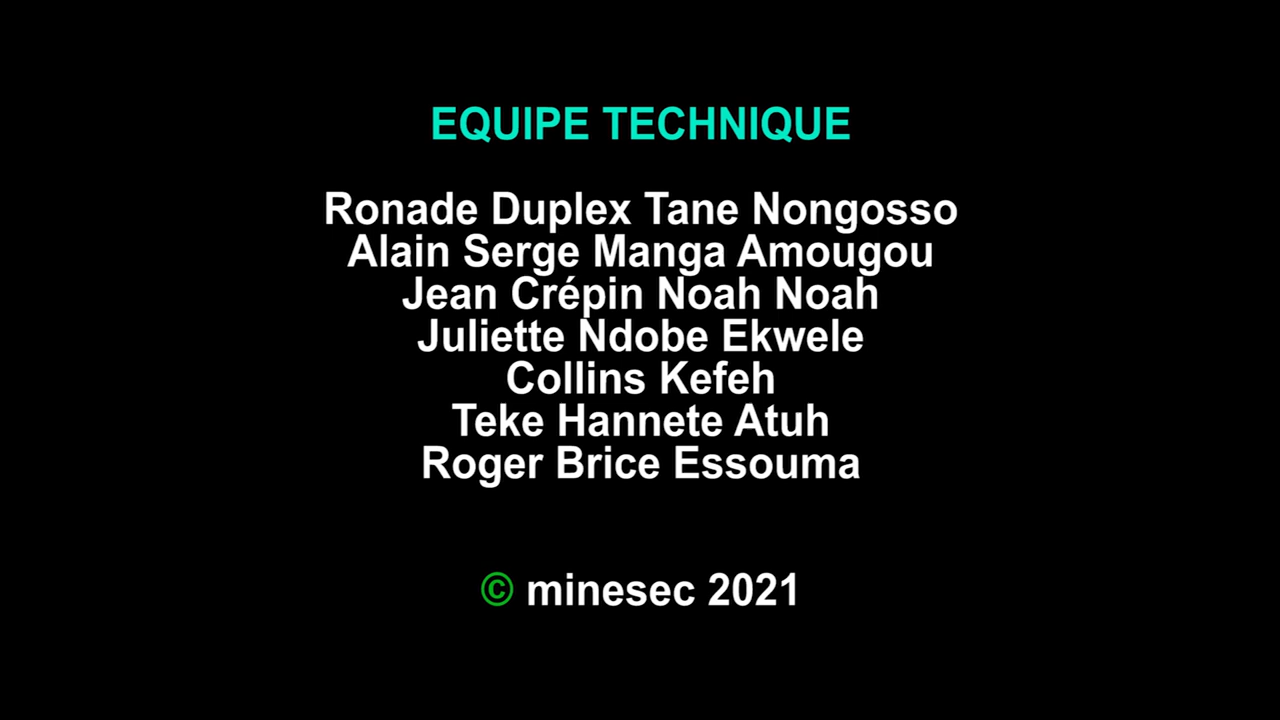 EQUIPE TECHNIQUE
Ronade Duplex Tane Nongosso
Alain Serge Manga Amougou
Jean Crépin Noah Noah
Juliette Ndobe Ekwele
Collins Kefeh
Teke Hannete Atuh
Roger Brice Essouma
© minesec 2021